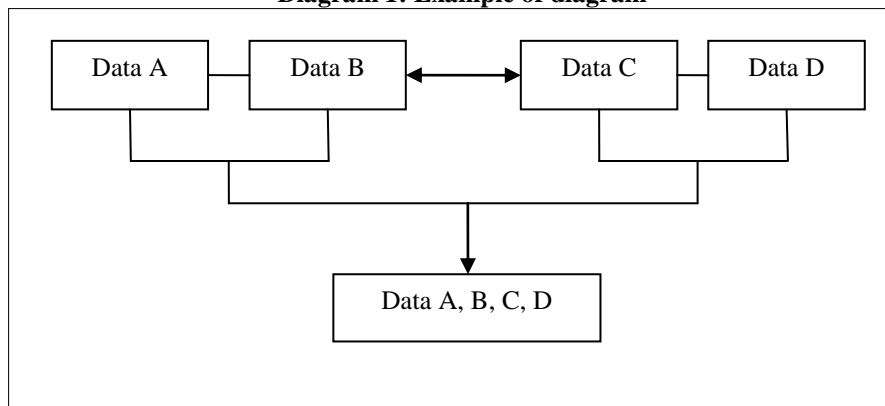 Diagram 1: Example of diagram
Data A
Data B
Data C
Data D
Data A, B, C, D